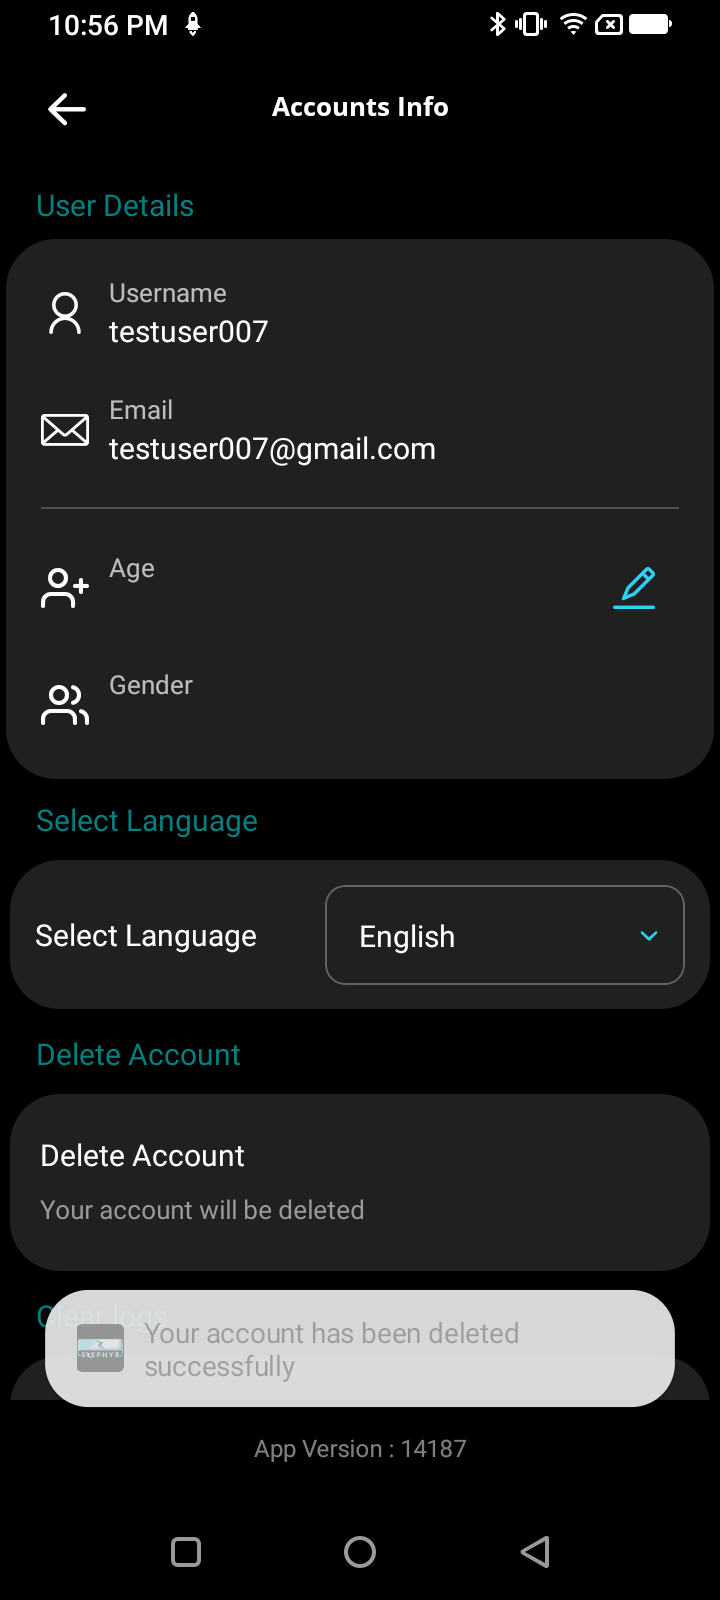 10:56 PM
Accounts Info
User Details
Username
testuser007
Email
testuser007@gmail.com
Age
Gender
Select Language
Select Language
English
Delete Account
Delete Account
Your account will be deleted
Clear logs
Your account has been deleted
successfully
App Version : 14187